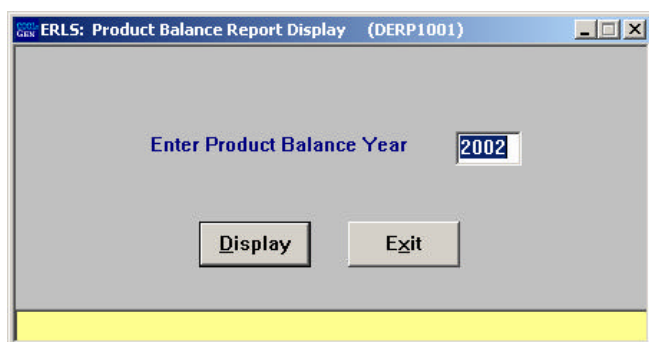 ERLS: Product Balance Report Display (DERP1001)
Enter Product Balance Year 2002
Display Exit